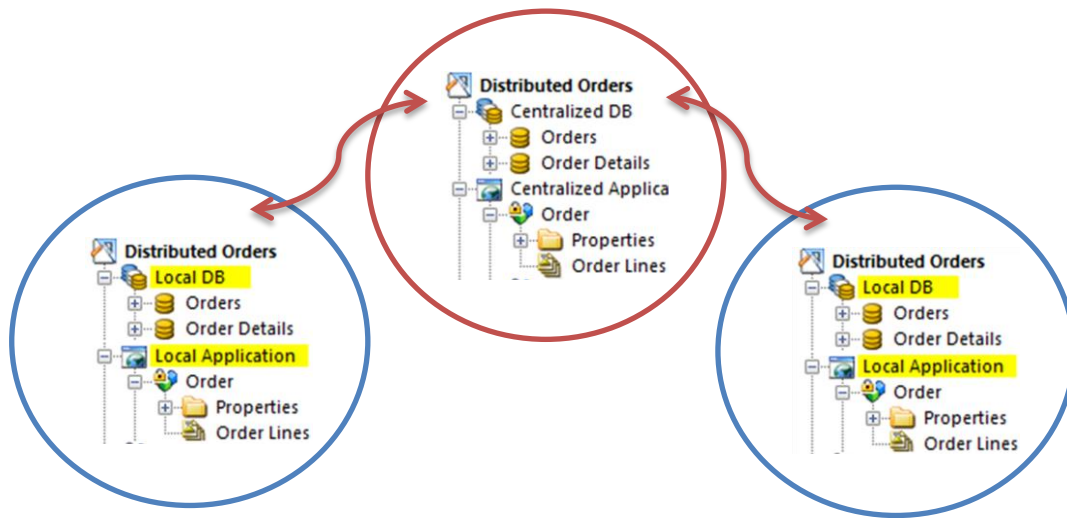 Distributed Orders
Centralized DB
Orders
Order Details
Centralized Applica
Order
Properties
Order Lines
Distributed Orders
Local DB
Orders
Order Details
Local Application
Order
Properties
Order Lines
Distributed Orders
Local DB
Orders
Order Details
Local Application
Order
Properties
Order Lines